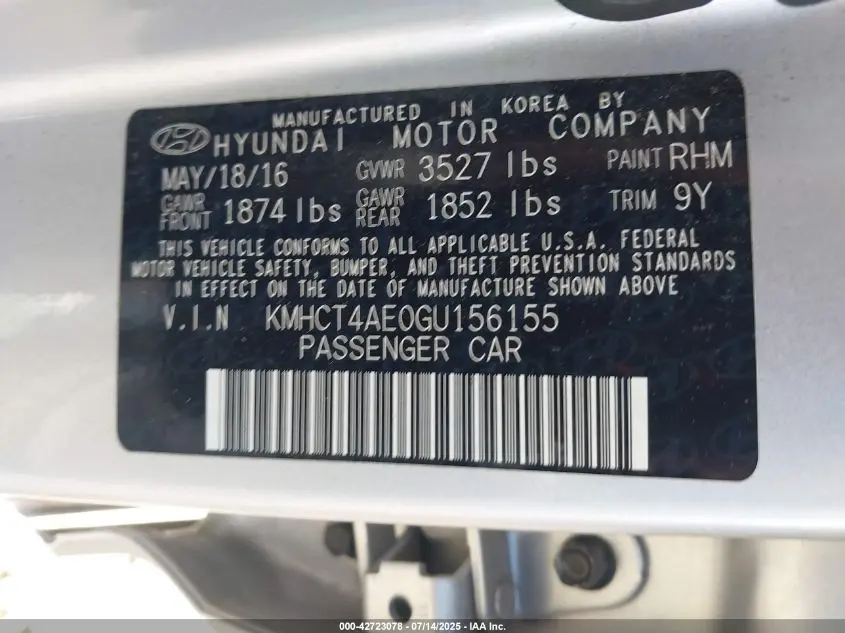 MANUFACTURED IN KOREA BY
HYUNDAI MOTOR COMPANY
MAY/18/16 GVWR 3527 lbs PAINT RHM
GAWR FRONT 1874 lbs GAWR REAR 1852 lbs TRIM 9Y
THIS VEHICLE CONFORMS TO ALL APPLICABLE U.S.A. FEDERAL
MOTOR VEHICLE SAFETY, BUMPER, AND THEFT PREVENTION STANDARDS
IN EFFECT ON THE DATE OF MANUFACTURE SHOWN ABOVE
V.I.N KMHCT4AE0GU156155
PASSENGER CAR
000-42723078 - 07/14/2025 - IAA Inc.